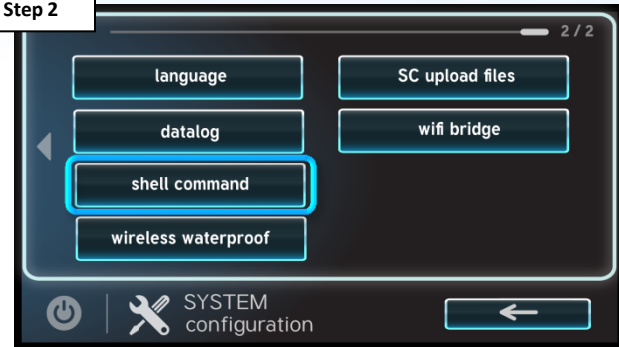 Step 2
2 / 2
language
SC upload files
datalog
wifi bridge
shell command
wireless waterproof
SYSTEM
configuration